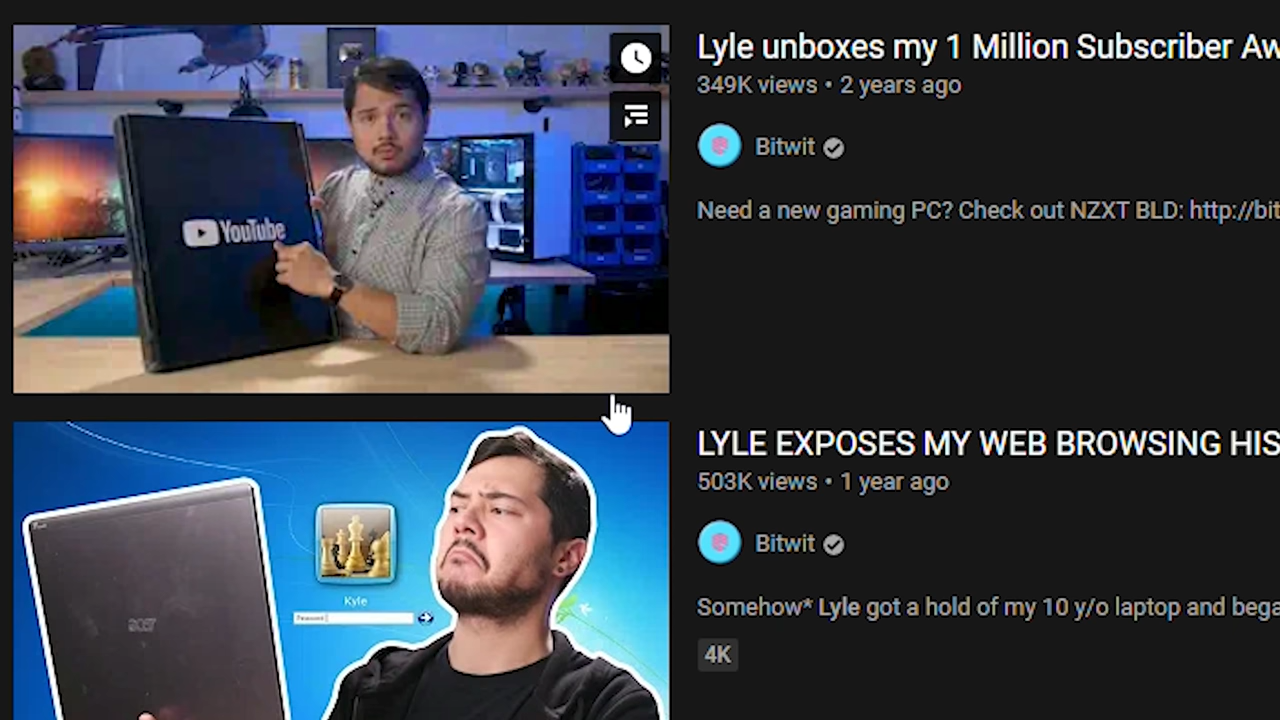 Lyle unboxes my 1 Million Subscriber Aw
349K views • 2 years ago
Bitwit
Need a new gaming PC? Check out NZXT BLD: http://bit
YouTube
LYLE EXPOSES MY WEB BROWSING HIS
503K views • 1 year ago
Bitwit
Somehow* Lyle got a hold of my 10 y/o laptop and bega
4K
acer
Kyle
Password